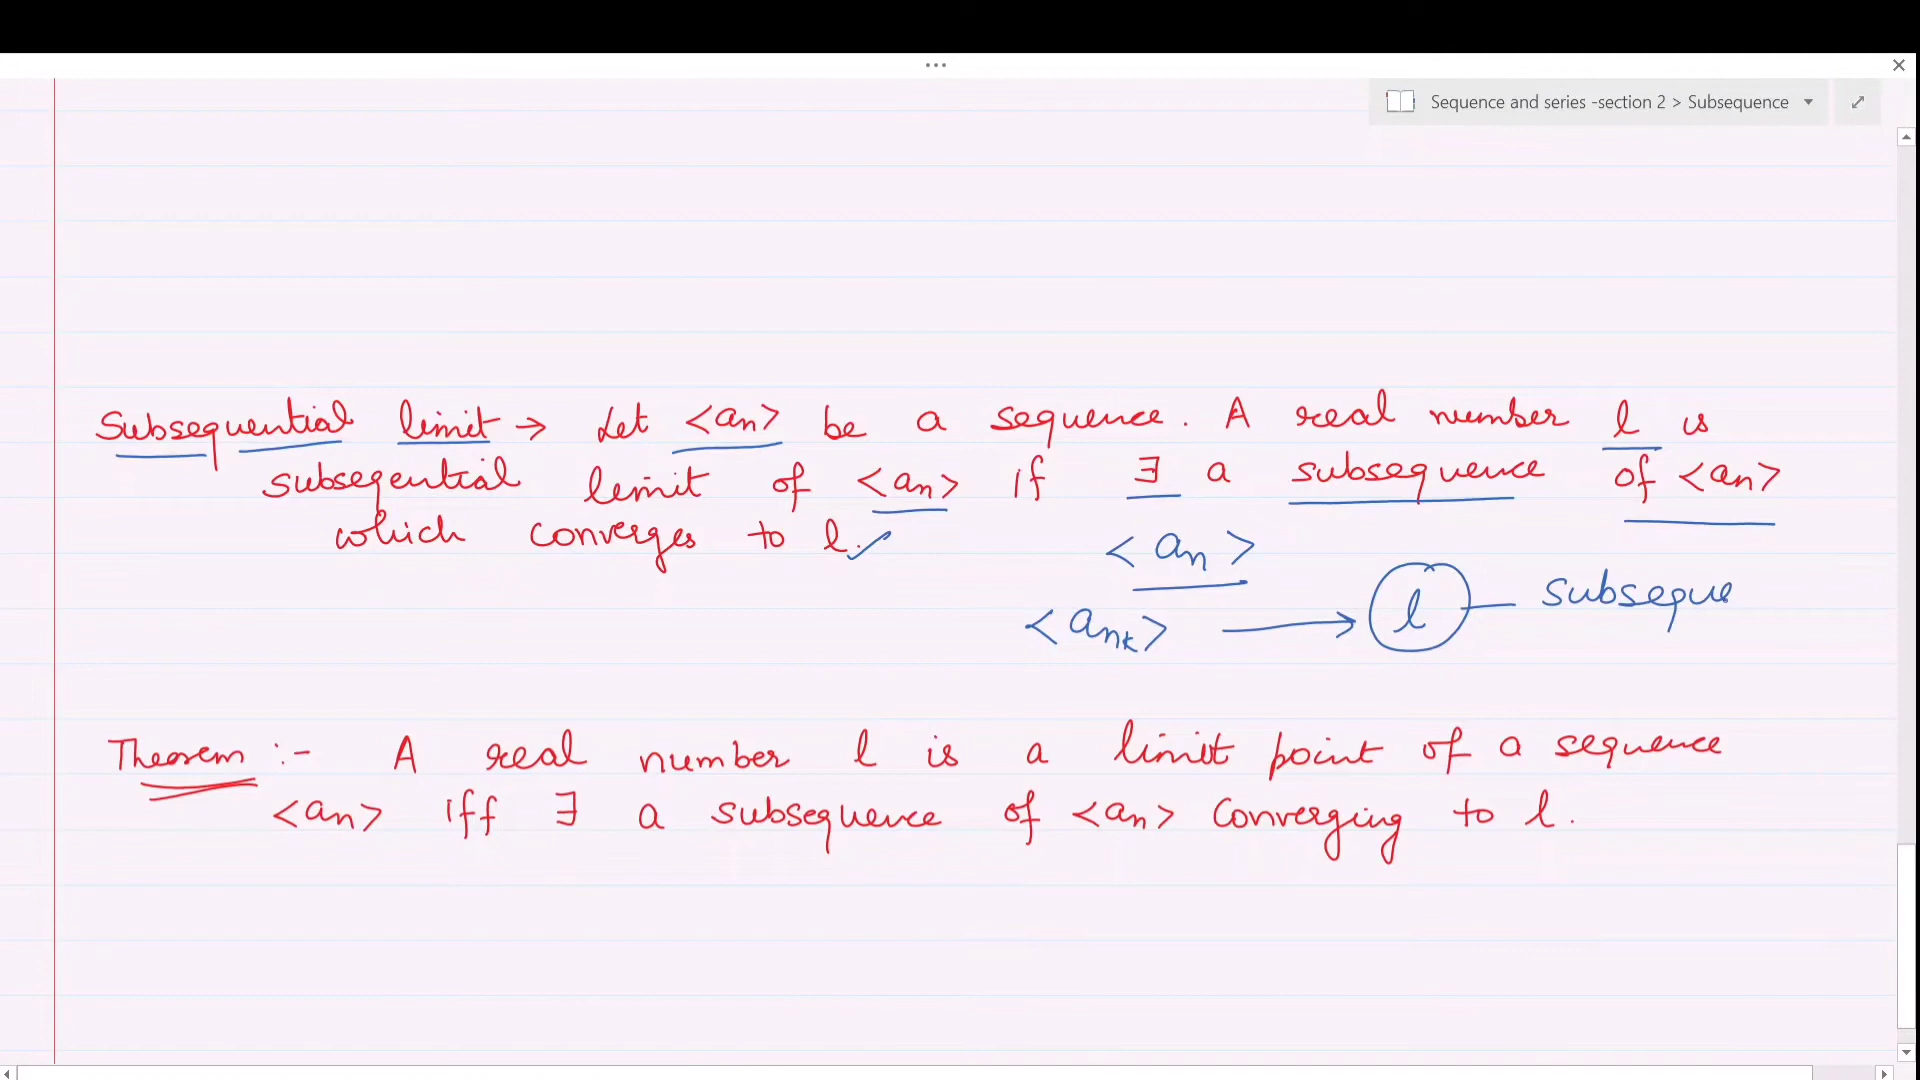 Sequence and series -section 2 > Subsequence
Subsequential limit → Let <an> be a sequence. A real number l is
subseqential limit of <an> if ∃ a subsequence of <an>
which converges to l.
<an>
<ank> → l — subseque
Theorem :- A real number l is a limit point of a sequence
<an> iff ∃ a subsequence of <an> converging to l.